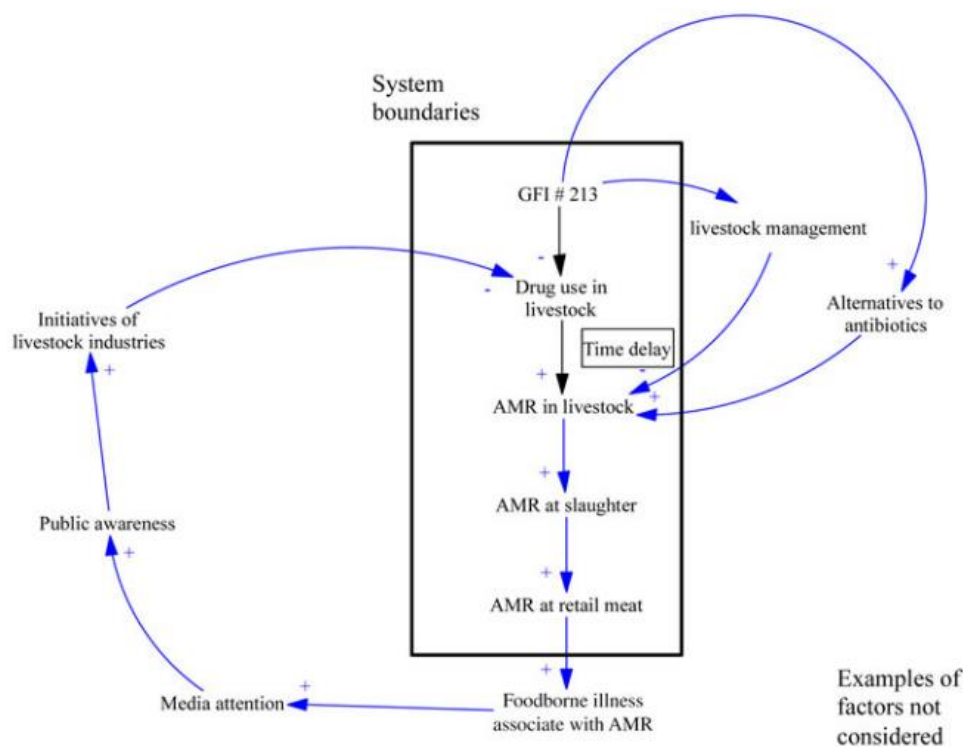 System
boundaries
GFI # 213
livestock management
-
+
Drug use in
livestock
-
Alternatives to
antibiotics
Initiatives of
livestock industries
Time delay
+
+
-
+
AMR in livestock
+
AMR at slaughter
Public awareness
+
+
AMR at retail meat
+
+
Media attention
Foodborne illness
associate with AMR
Examples of
factors not
considered